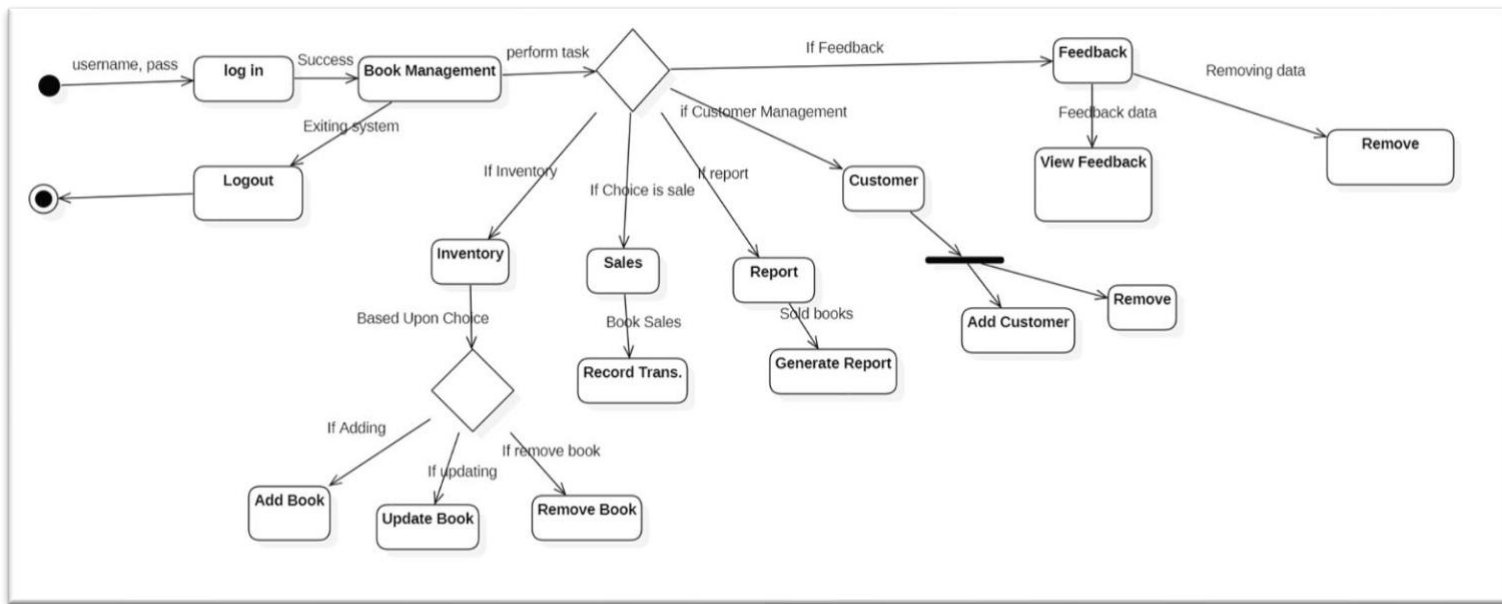 username, pass
log in
Success
Book Management
perform task
If Feedback
Feedback
Removing data
Exiting system
if Customer Management
Feedback data
Remove
Logout
If Inventory
If Choice is sale
If report
Customer
View Feedback
Inventory
Sales
Report
Remove
Based Upon Choice
Book Sales
Sold books
Add Customer
Record Trans.
Generate Report
If Adding
If updating
If remove book
Add Book
Update Book
Remove Book